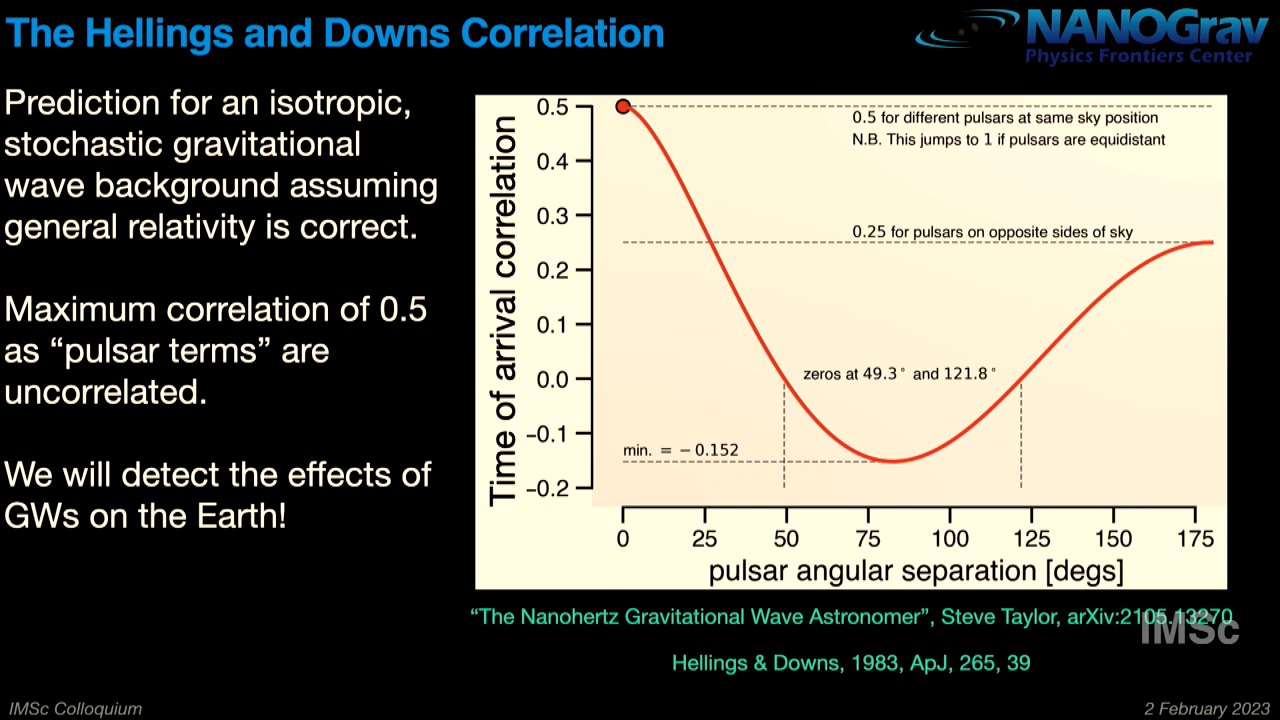 The Hellings and Downs Correlation
NANOGrav
Physics Frontiers Center
Prediction for an isotropic,
stochastic gravitational
wave background assuming
general relativity is correct.
Maximum correlation of 0.5
as “pulsar terms” are
uncorrelated.
We will detect the effects of
GWs on the Earth!
Time of arrival correlation
0.5
0.4
0.3
0.2
0.1
0.0
−0.1
−0.2
0.5 for different pulsars at same sky position
N.B. This jumps to 1 if pulsars are equidistant
0.25 for pulsars on opposite sides of sky
zeros at 49.3° and 121.8°
min. = −0.152
0 25 50 75 100 125 150 175
pulsar angular separation [degs]
“The Nanohertz Gravitational Wave Astronomer”, Steve Taylor, arXiv:2105.13270
IMSc
Hellings & Downs, 1983, ApJ, 265, 39
IMSc Colloquium
2 February 2023